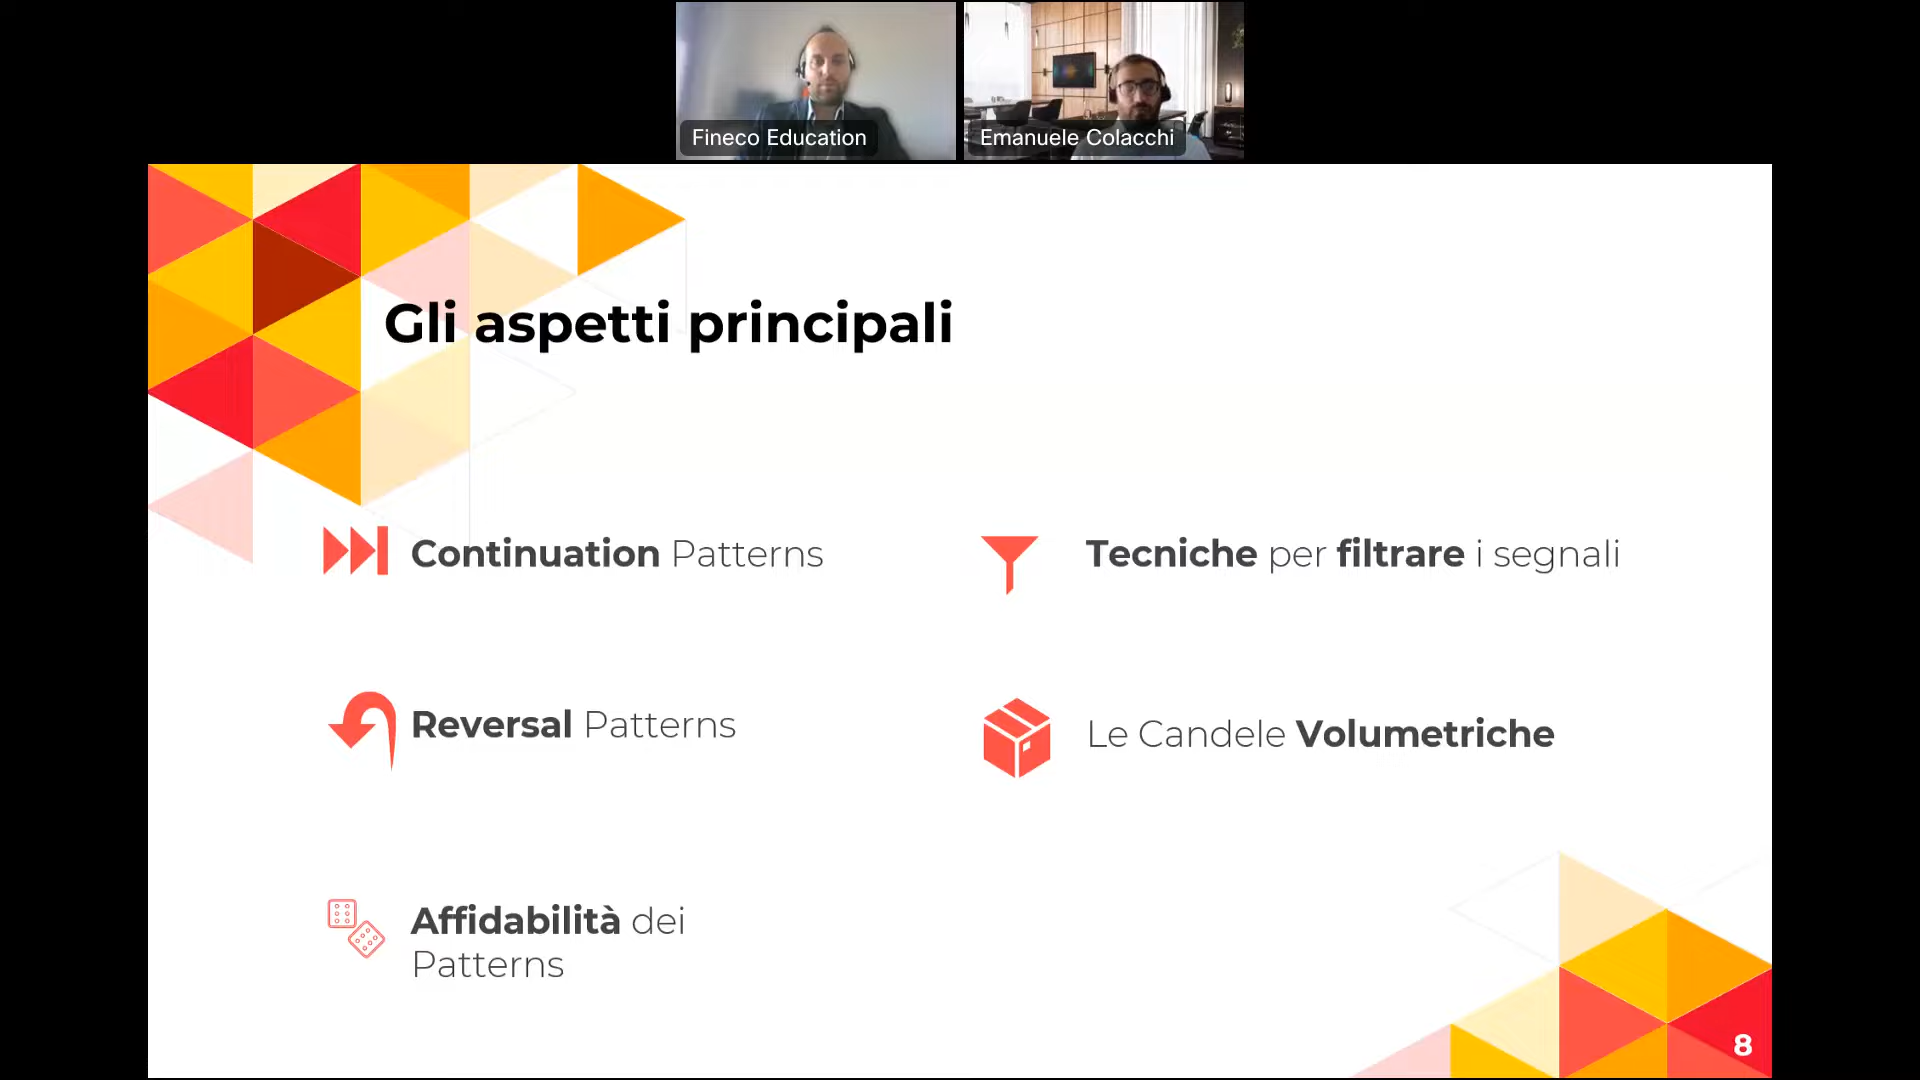 Fineco Education
Emanuele Colacchi
Gli aspetti principali
Continuation Patterns
Tecniche per filtrare i segnali
Reversal Patterns
Le Candele Volumetriche
Affidabilità dei
Patterns
8